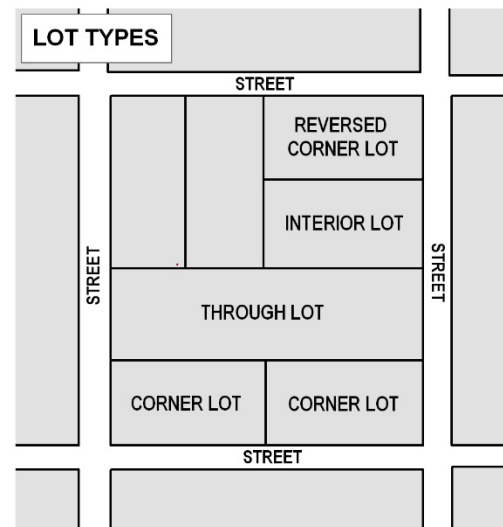 LOT TYPES
STREET
REVERSED
CORNER LOT
INTERIOR LOT
STREET
STREET
THROUGH LOT
CORNER LOT
CORNER LOT
STREET